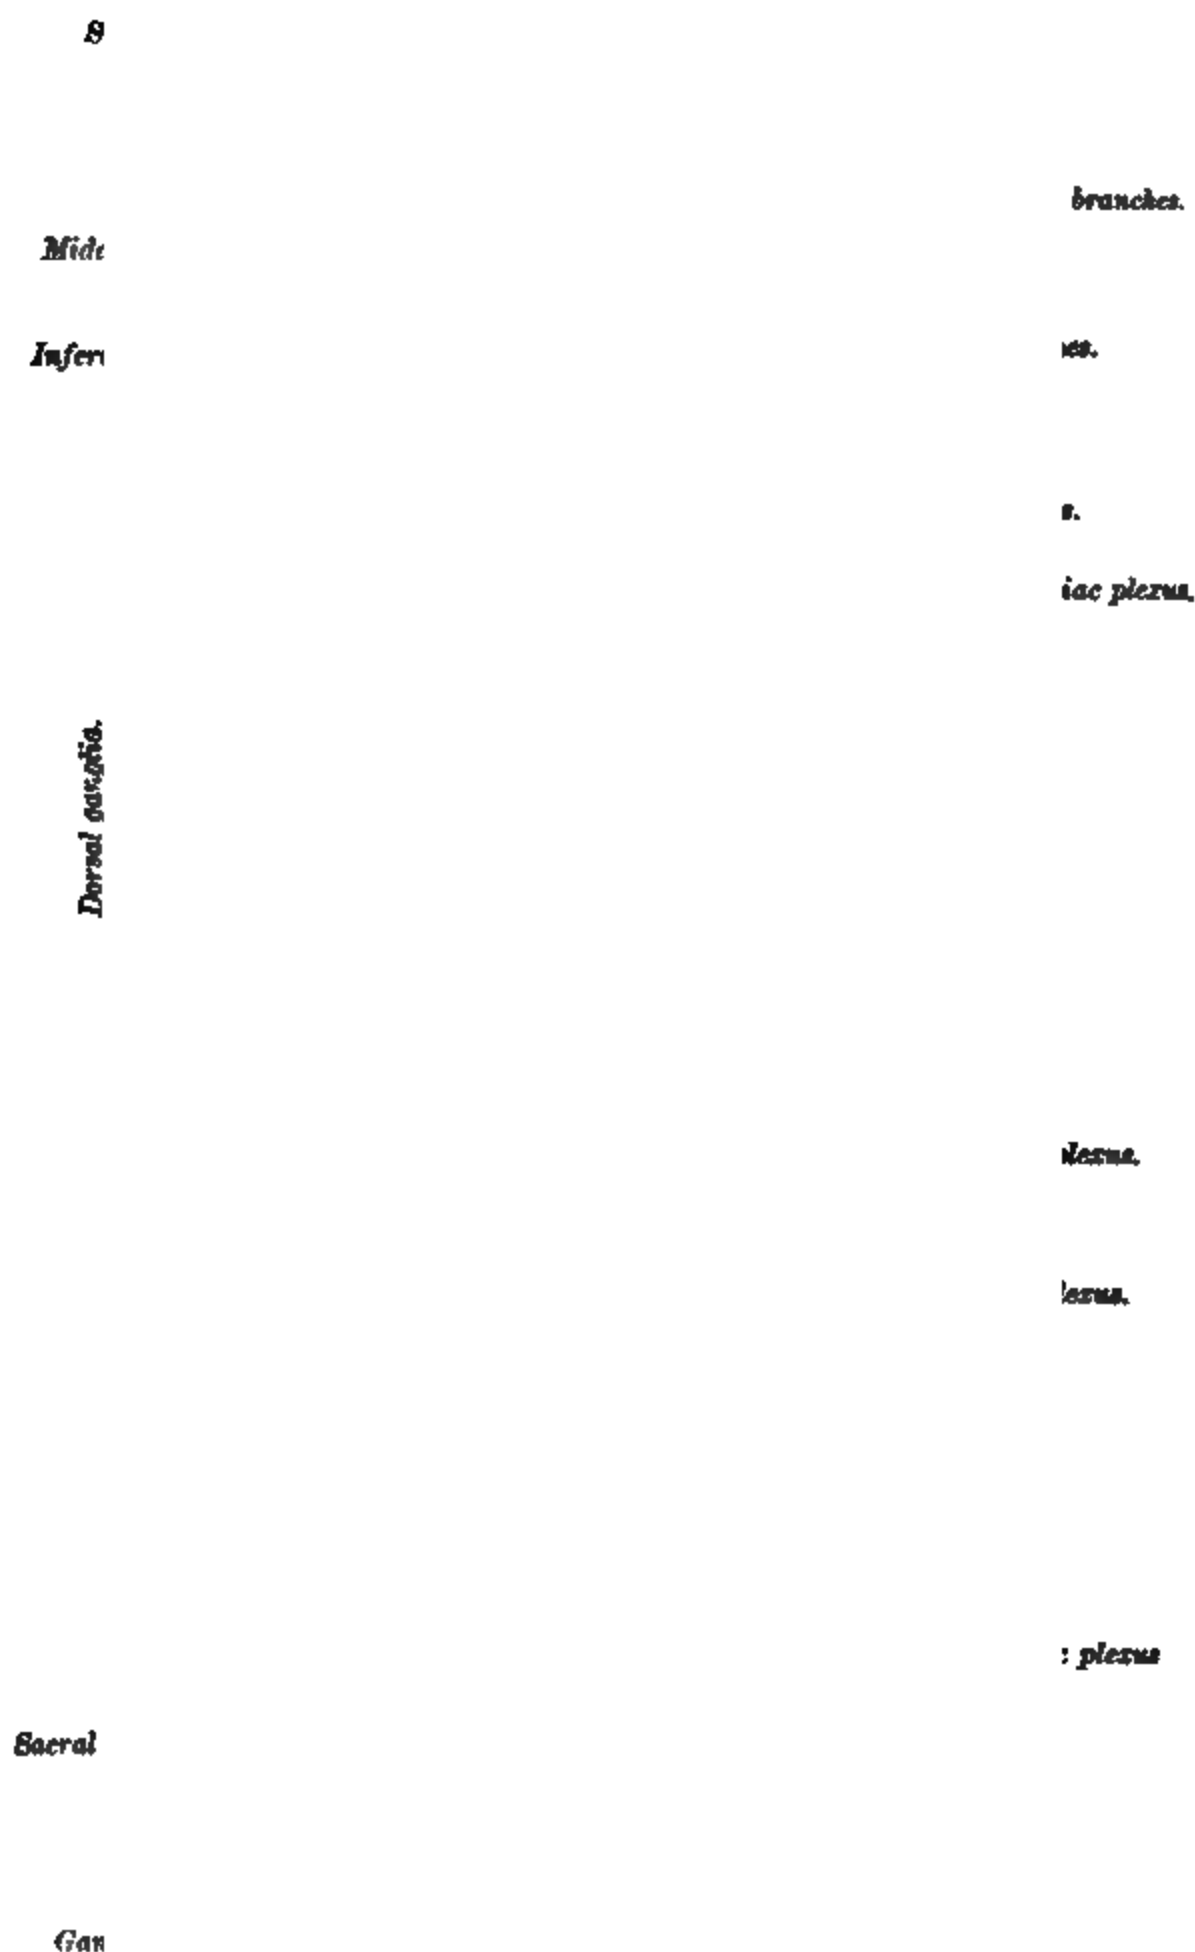 S
branches.
Mid
Infer
es.
s.
iac plexus.
Dorsal ganglia.
plexus.
lexus.
c plexus
Sacral
Gan